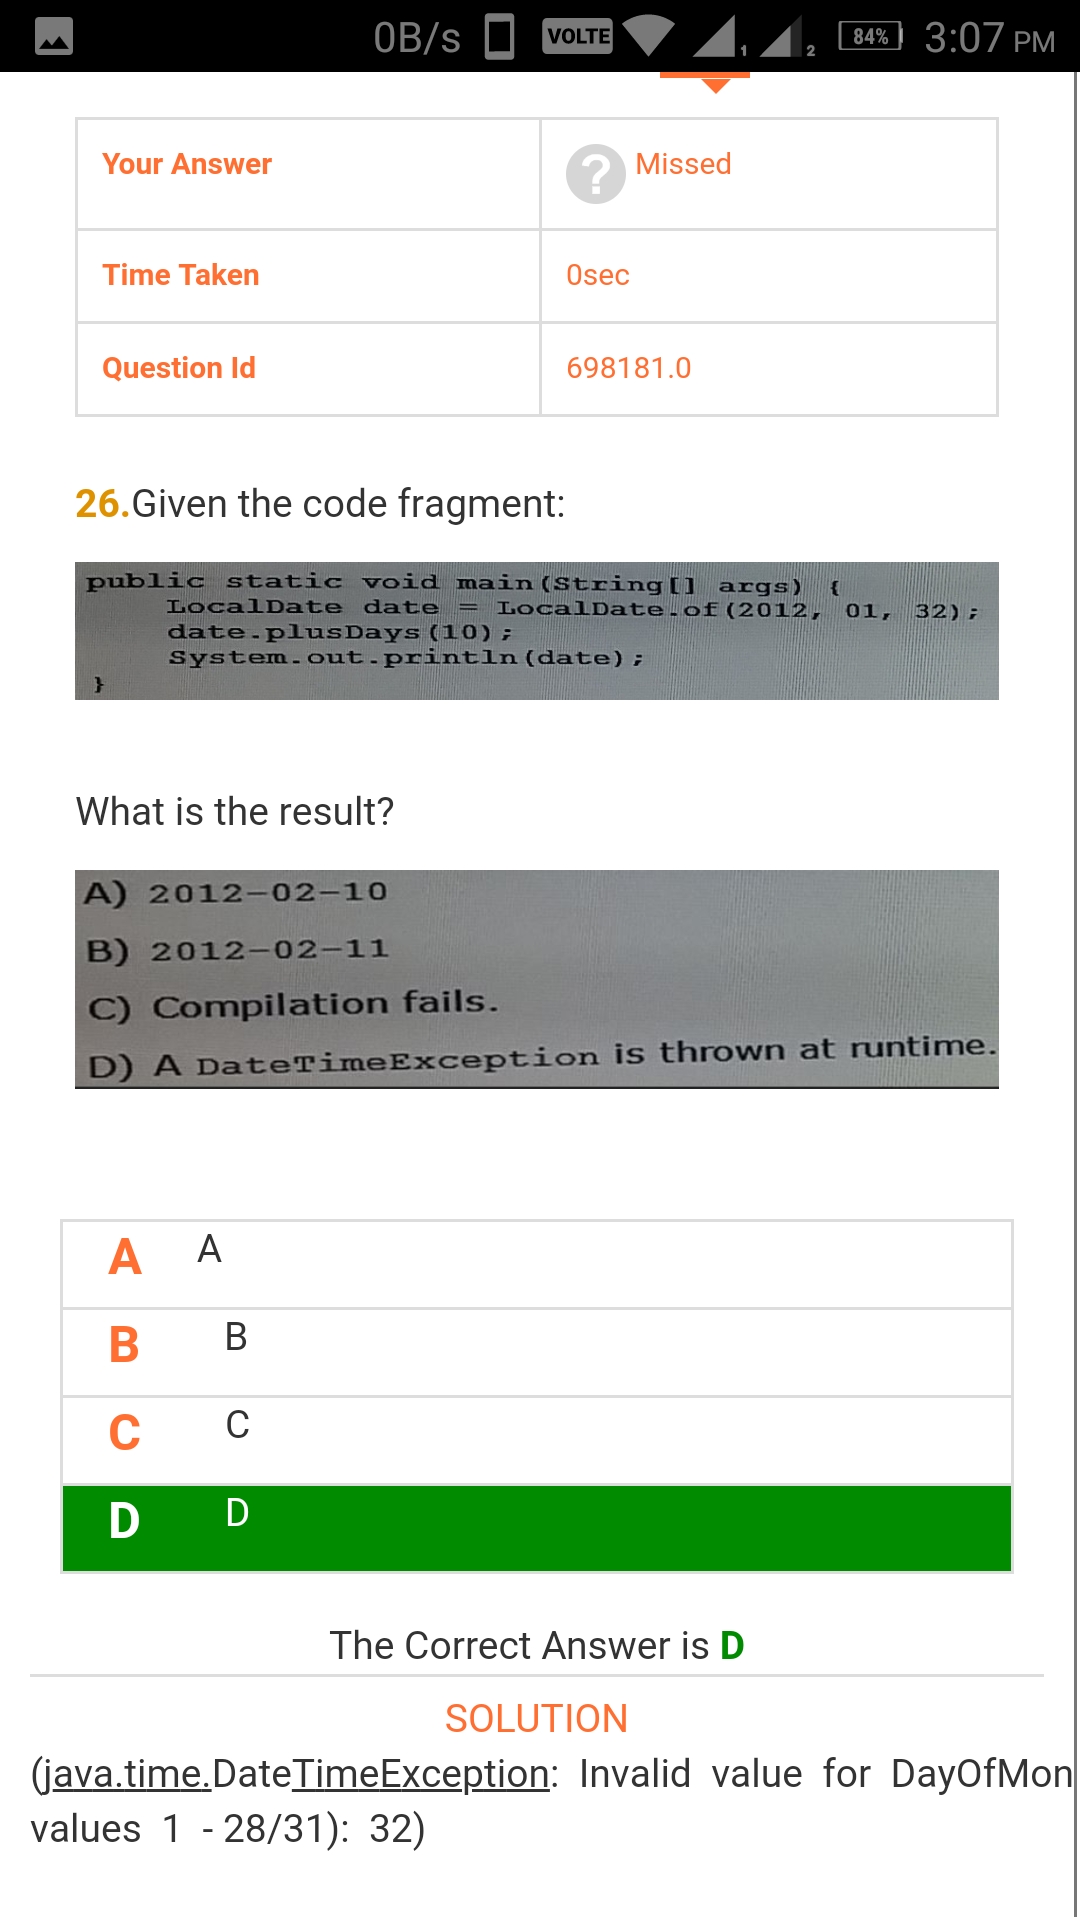 0B/s VOLTE 1 2 84% 3:07 PM
Your Answer ? Missed
Time Taken 0sec
Question Id 698181.0
26.Given the code fragment:
public static void main(String[] args) {
LocalDate date = LocalDate.of(2012, 01, 32);
date.plusDays(10);
System.out.println(date);
}
What is the result?
A) 2012-02-10
B) 2012-02-11
C) Compilation fails.
D) A DateTimeException is thrown at runtime.
A A
B B
C C
D D
The Correct Answer is D
SOLUTION
(java.time.DateTimeException: Invalid value for DayOfMon
values 1 - 28/31): 32)